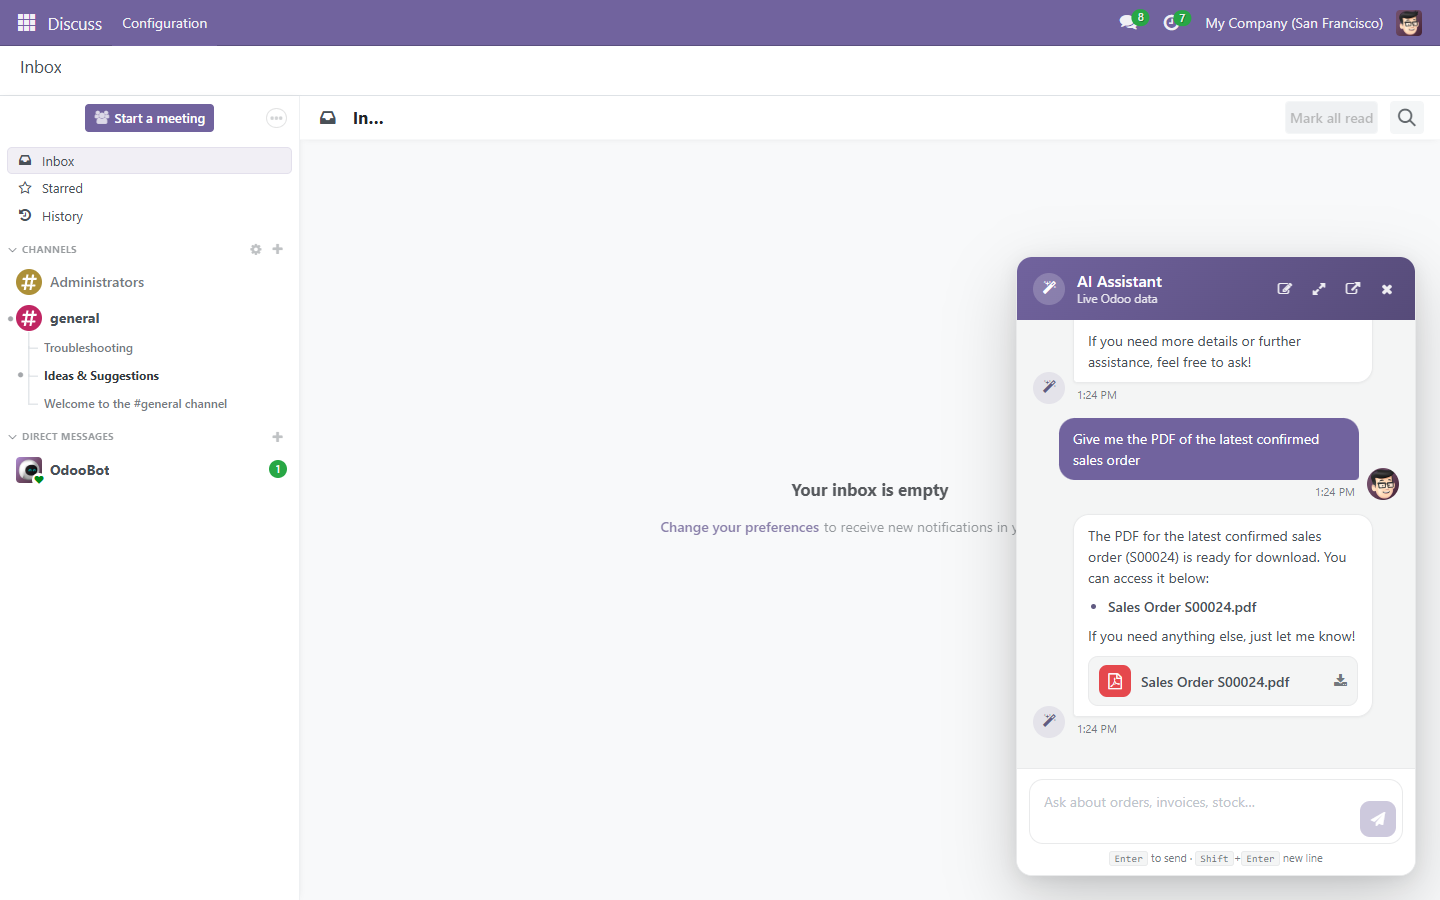 Discuss
Configuration
8
7
My Company (San Francisco)
Inbox
Start a meeting
In...
Mark all read
Inbox
Starred
History
CHANNELS
Administrators
general
Troubleshooting
Ideas & Suggestions
Welcome to the #general channel
DIRECT MESSAGES
OdooBot
1
Your inbox is empty
Change your preferences to receive new notifications in
AI Assistant
Live Odoo data
If you need more details or further
assistance, feel free to ask!
1:24 PM
Give me the PDF of the latest confirmed
sales order
1:24 PM
The PDF for the latest confirmed sales
order (S00024) is ready for download. You
can access it below:
• Sales Order S00024.pdf
If you need anything else, just let me know!
Sales Order S00024.pdf
1:24 PM
Ask about orders, invoices, stock...
Enter to send · Shift + Enter new line